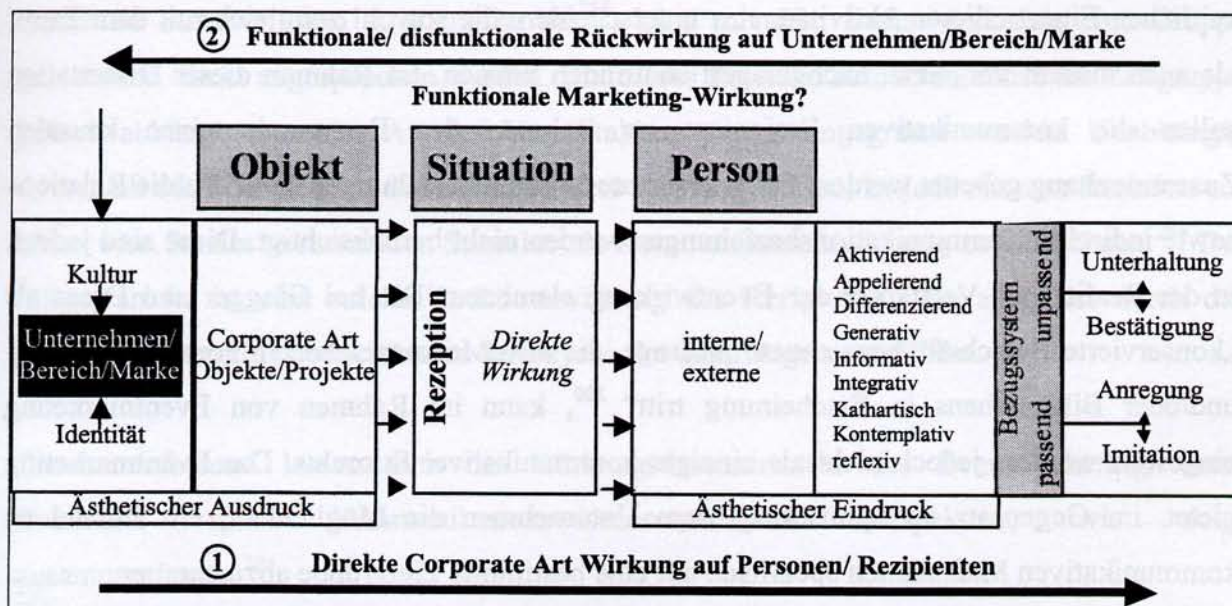 ② Funktionale/ disfunktionale Rückwirkung auf Unternehmen/Bereich/Marke
Funktionale Marketing-Wirkung?
Objekt
Situation
Person
Kultur
Unternehmen/
Bereich/Marke
Identität
Corporate Art
Objekte/Projekte
Ästhetischer Ausdruck
Rezeption
Direkte
Wirkung
interne/
externe
Aktivierend
Appelierend
Differenzierend
Generativ
Informativ
Integrativ
Kathartisch
Kontemplativ
reflexiv
Ästhetischer Eindruck
Bezugssystem
passend unpassend
Unterhaltung
Bestätigung
Anregung
Imitation
① Direkte Corporate Art Wirkung auf Personen/ Rezipienten